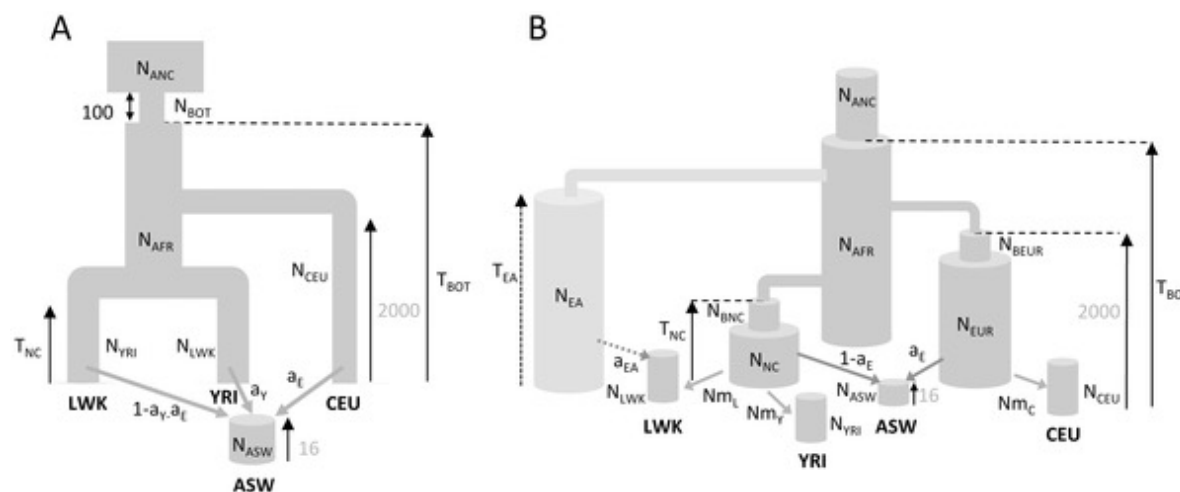 A
N_ANC
100
N_BOT
N_AFR
N_CEU
T_BOT
2000
T_NC
N_YRI
N_LWK
LWK
YRI
CEU
a_Y
a_E
1-a_Y.a_E
N_ASW
16
ASW
B
N_ANC
N_AFR
N_BEUR
T_EA
N_EA
T_NC
N_BNC
N_EUR
2000
T_BO
a_EA
N_NC
1-a_E
a_E
N_LWK
Nm_L
Nm_Y
N_ASW
16
Nm_C
N_CEU
LWK
N_YRI
ASW
CEU
YRI